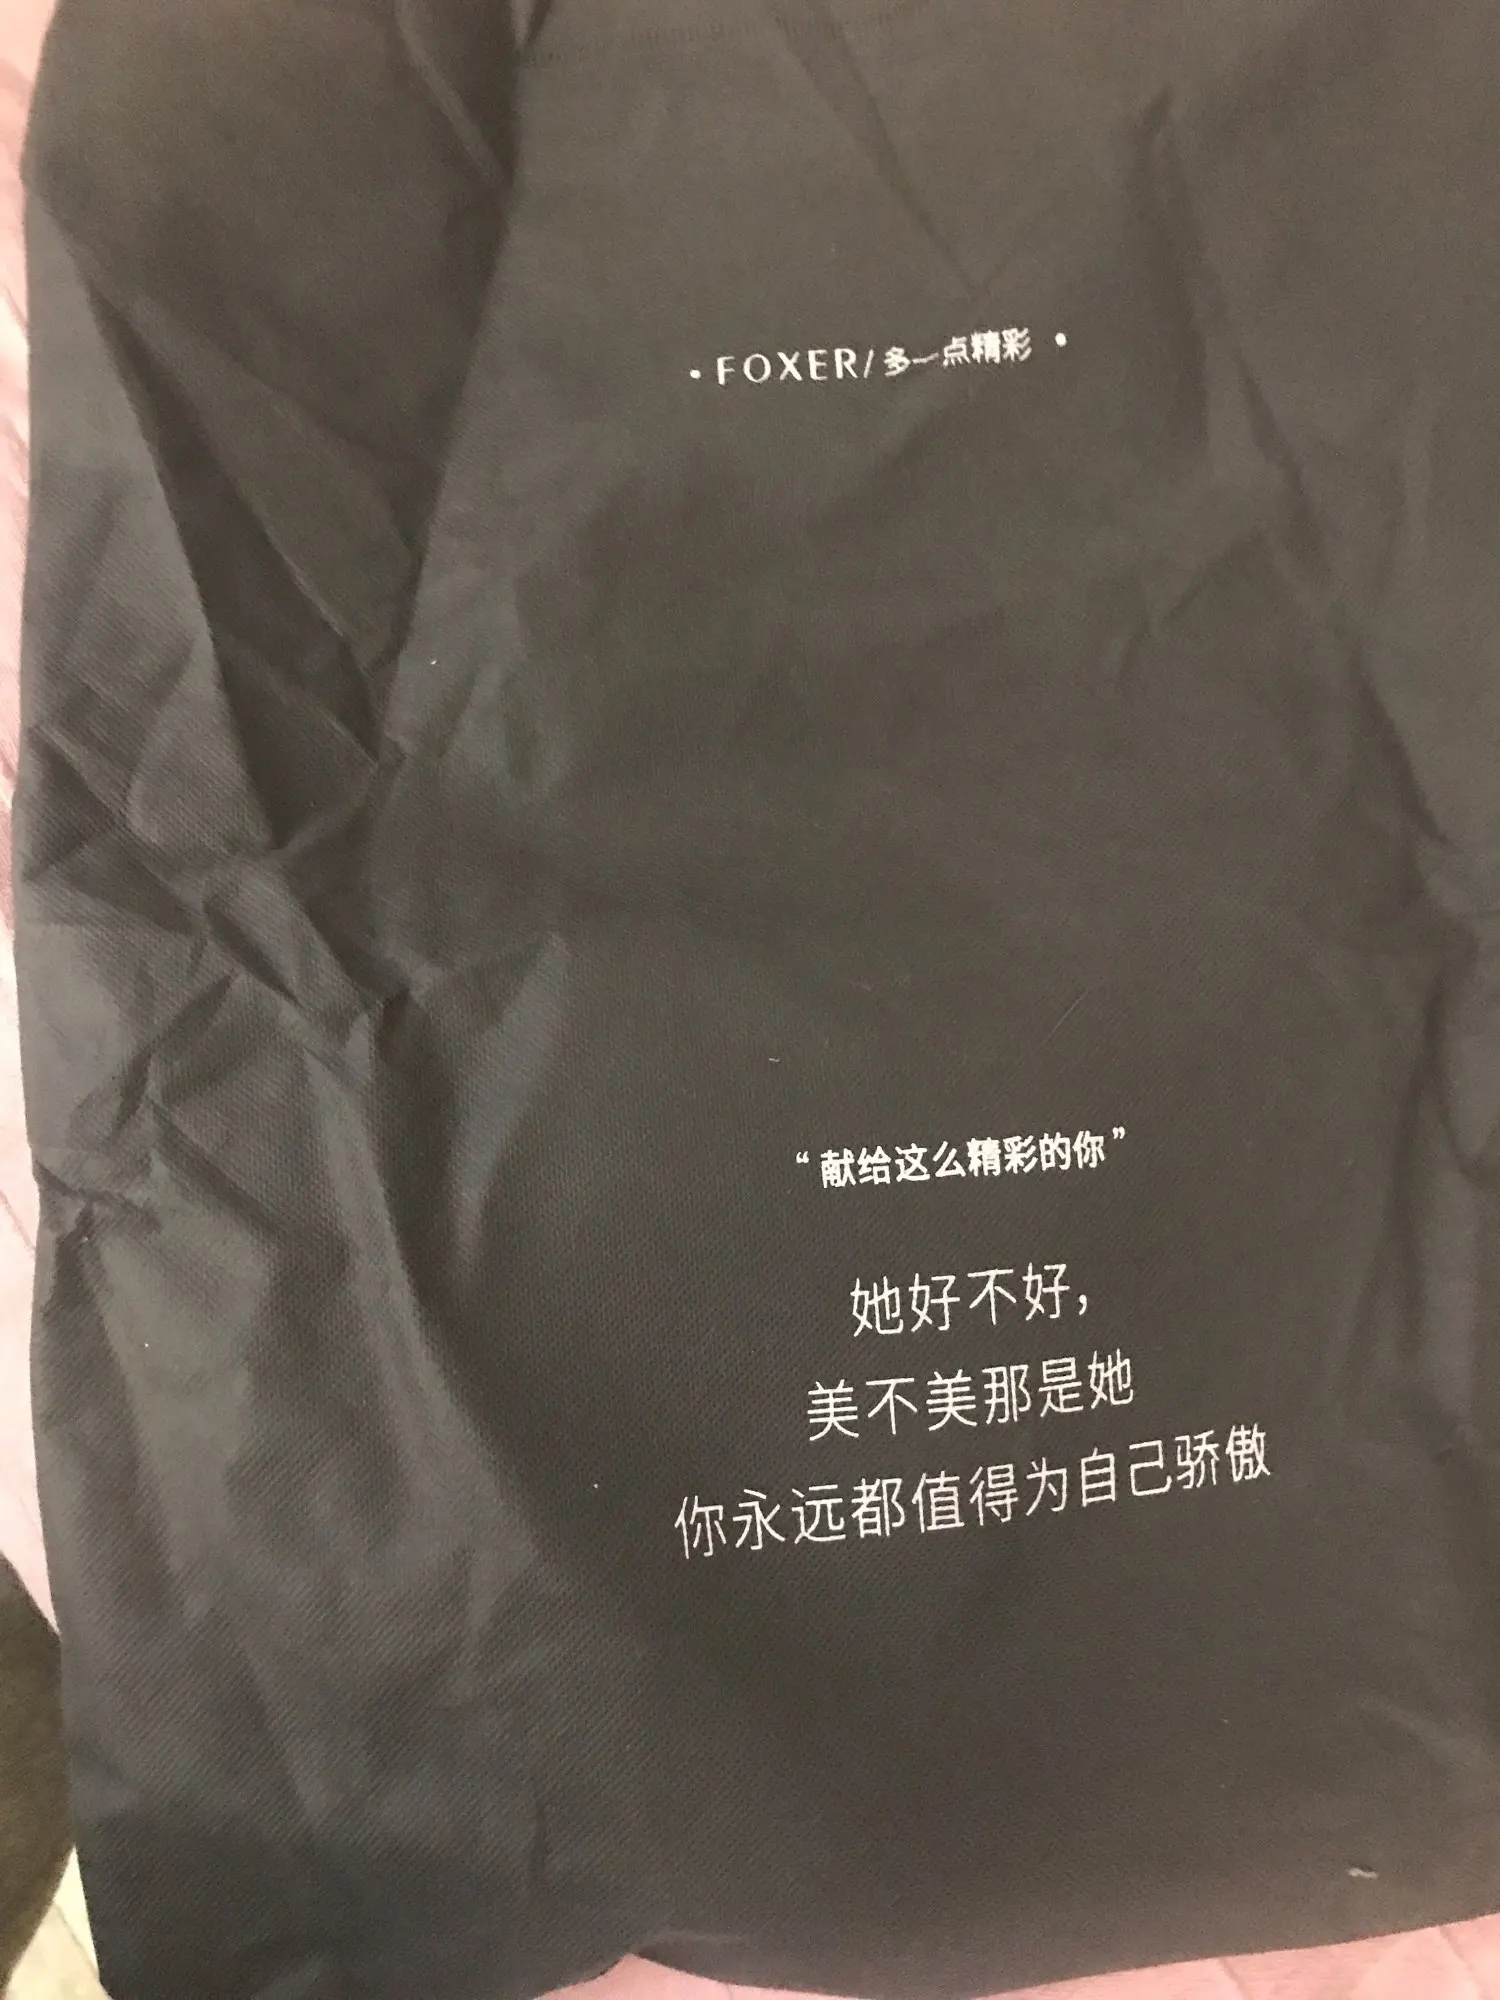 • FOXER/多一点精彩 •
“献给这么精彩的你”
她好不好,
美不美那是她
你永远都值得为自己骄傲